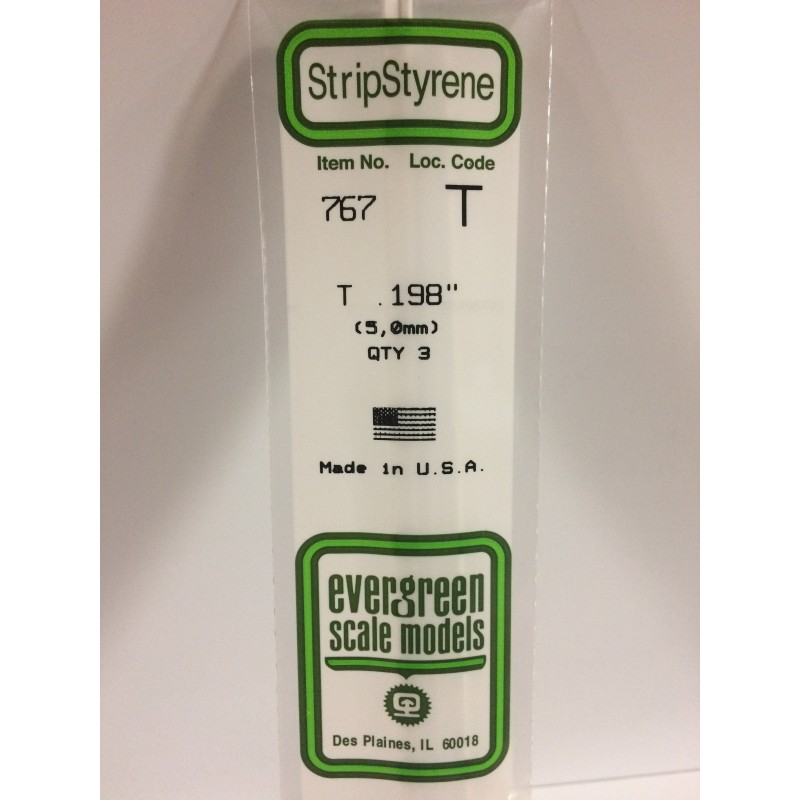 StripStyrene
Item No. Loc. Code
767 T
T .198"
(5,0mm)
QTY 3
Made in U.S.A.
evergreen
scale models
Des Plaines, IL 60018